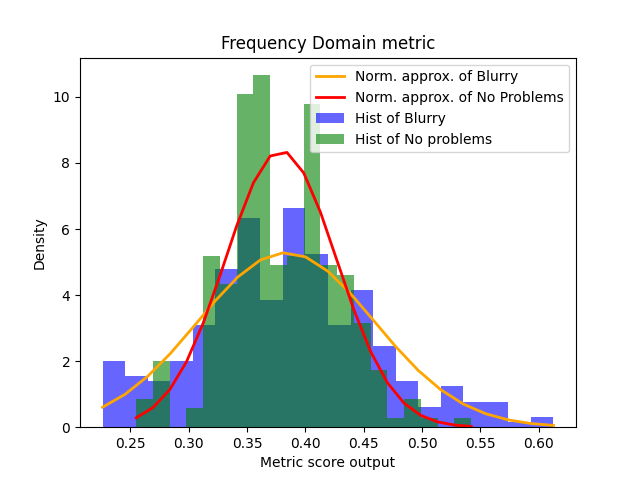 Frequency Domain metric
Norm. approx. of Blurry
Norm. approx. of No Problems
Hist of Blurry
Hist of No problems
Density
10
8
6
4
2
0
0.25 0.30 0.35 0.40 0.45 0.50 0.55 0.60
Metric score output